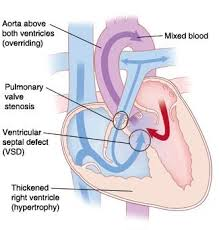 Aorta above
both ventricles
(overriding)
Mixed blood
Pulmonary
valve
stenosis
Ventricular
septal defect
(VSD)
Thickened
right ventricle
(hypertrophy)